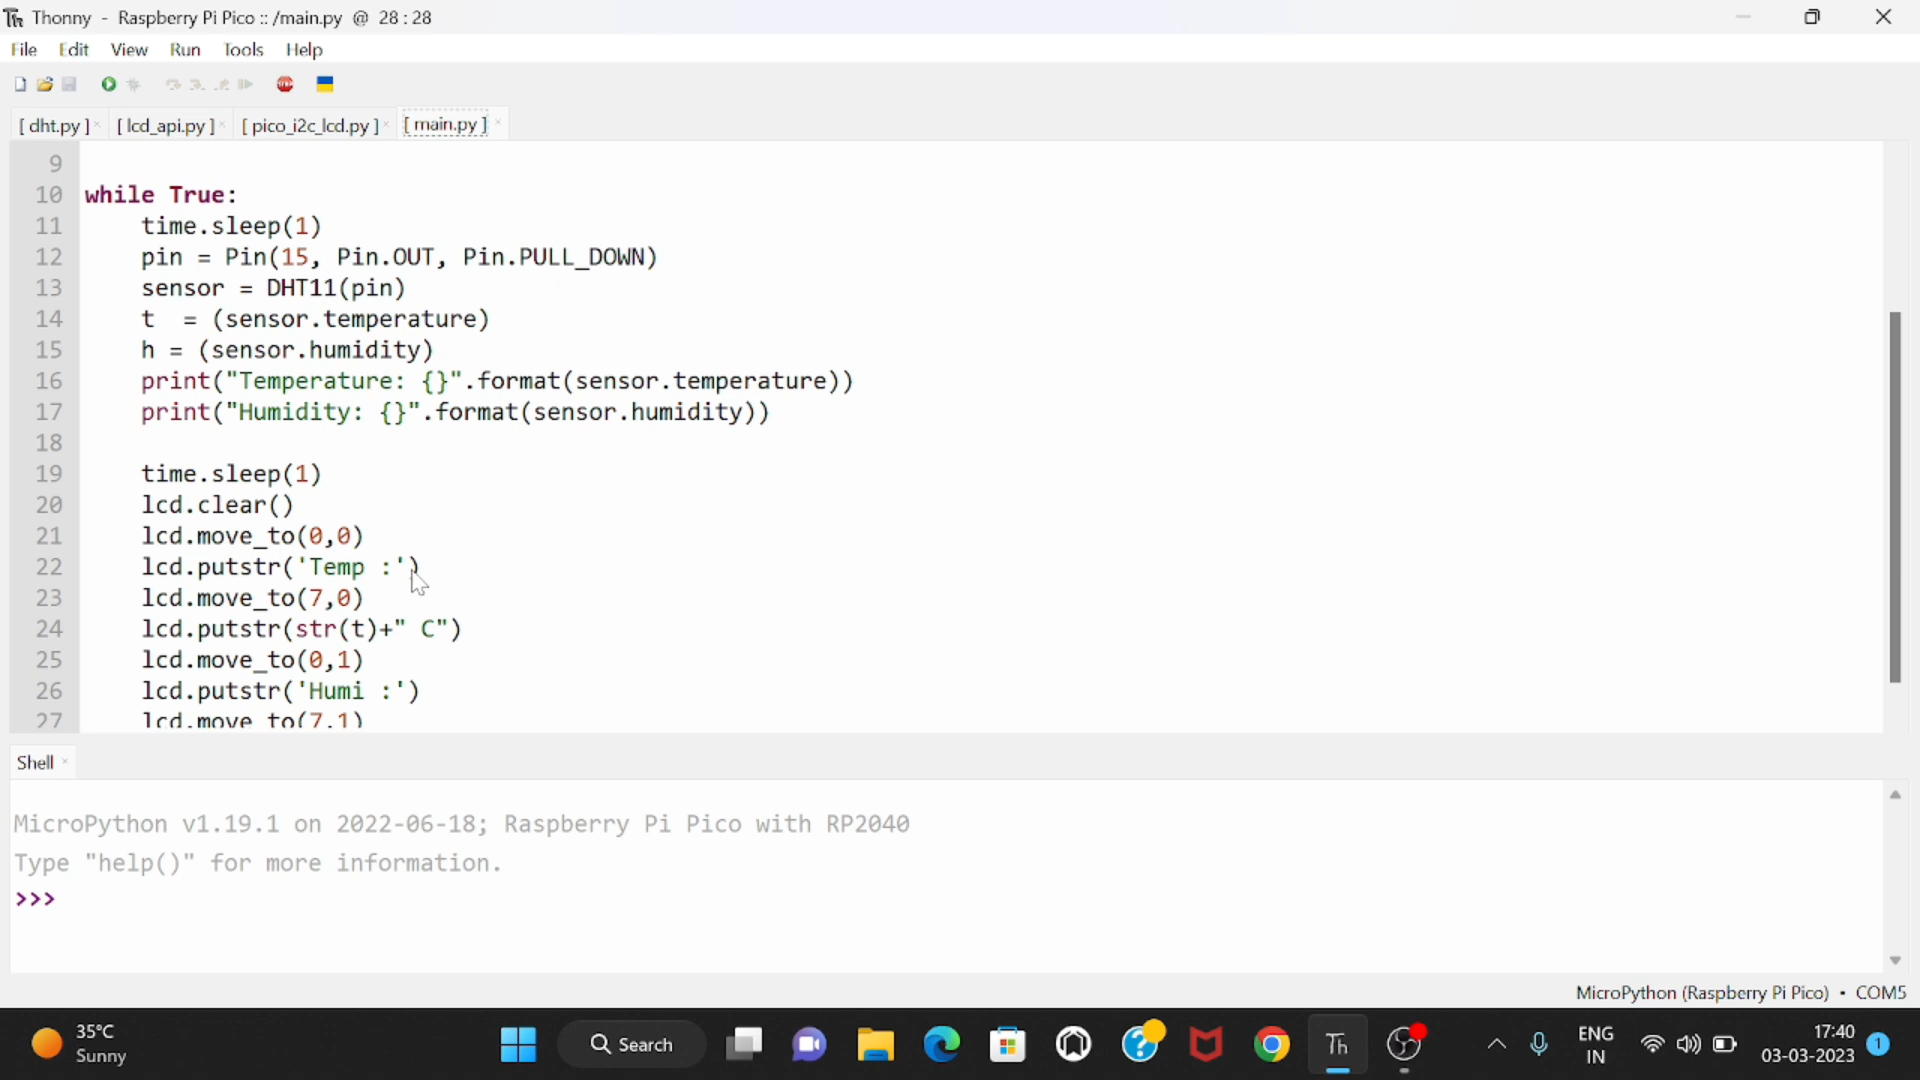 Thonny - Raspberry Pi Pico :: /main.py @ 28 : 28
File Edit View Run Tools Help
[ dht.py ] × [ lcd_api.py ] × [ pico_i2c_lcd.py ] × [ main.py ] ×
9
10 while True:
11     time.sleep(1)
12     pin = Pin(15, Pin.OUT, Pin.PULL_DOWN)
13     sensor = DHT11(pin)
14     t  = (sensor.temperature)
15     h = (sensor.humidity)
16     print("Temperature: {}".format(sensor.temperature))
17     print("Humidity: {}".format(sensor.humidity))
18
19     time.sleep(1)
20     lcd.clear()
21     lcd.move_to(0,0)
22     lcd.putstr('Temp :')
23     lcd.move_to(7,0)
24     lcd.putstr(str(t)+" C")
25     lcd.move_to(0,1)
26     lcd.putstr('Humi :')
27     lcd.move_to(7,1)
Shell ×
MicroPython v1.19.1 on 2022-06-18; Raspberry Pi Pico with RP2040
Type "help()" for more information.
>>>
MicroPython (Raspberry Pi Pico) • COM5
35°C
Sunny
Search
Th
ENG
IN
17:40
03-03-2023
1